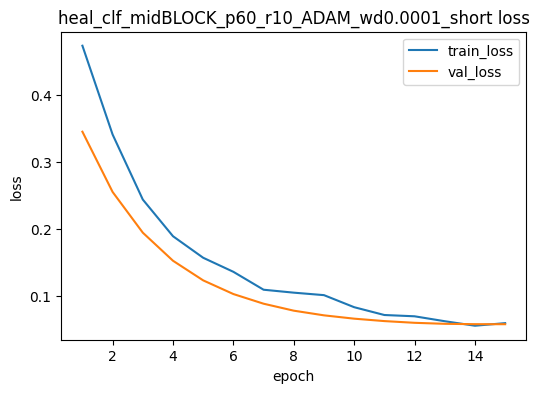 heal_clf_midBLOCK_p60_r10_ADAM_wd0.0001_short loss
train_loss
val_loss
loss
0.4
0.3
0.2
0.1
2 4 6 8 10 12 14
epoch